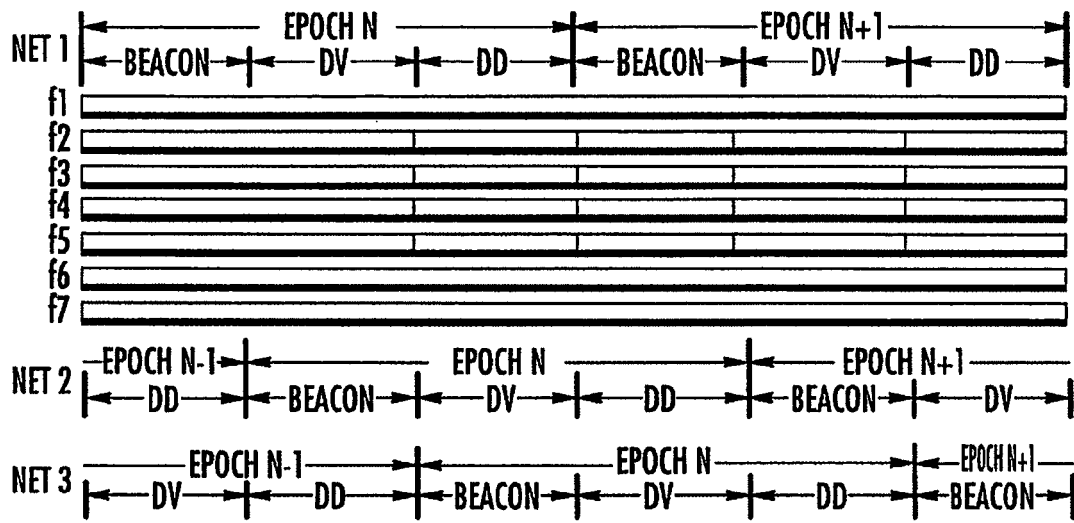 EPOCH N EPOCH N+1
NET 1
BEACON DV DD BEACON DV DD
f1
f2
f3
f4
f5
f6
f7
EPOCH N-1 EPOCH N EPOCH N+1
NET 2
DD BEACON DV DD BEACON DV
EPOCH N-1 EPOCH N EPOCH N+1
NET 3
DV DD BEACON DV DD BEACON